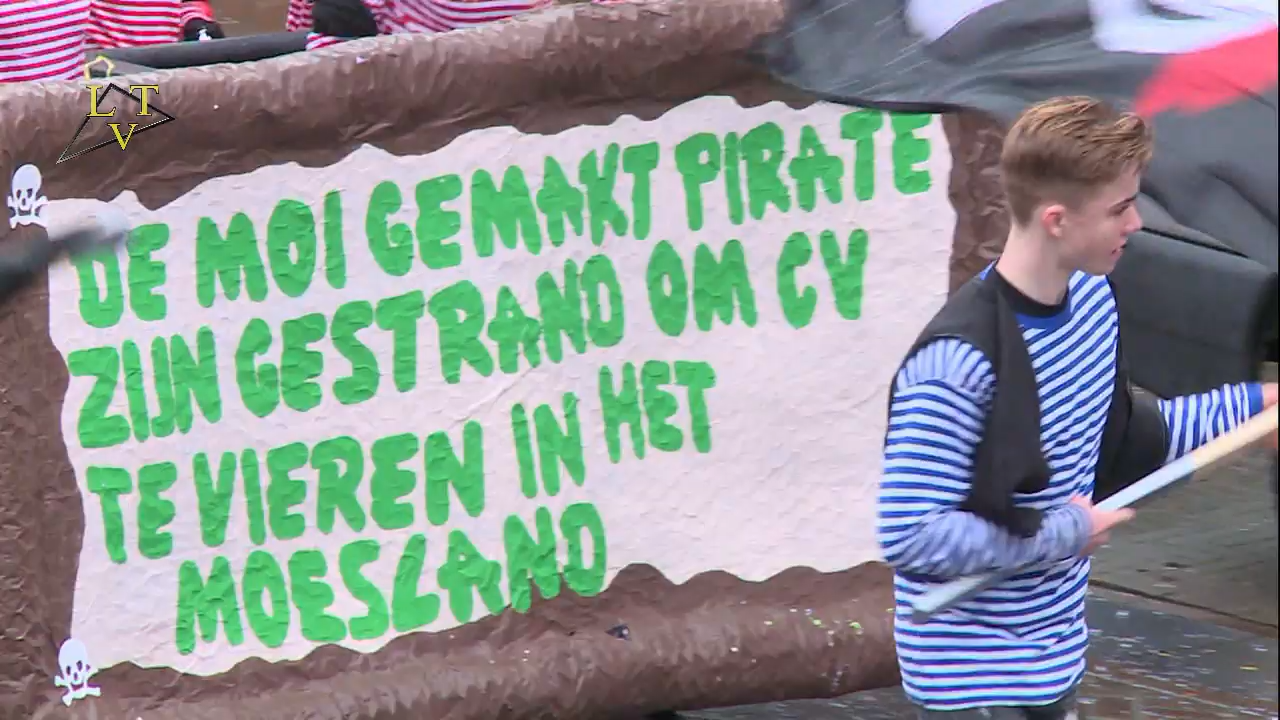 LTV
DE MOI GEMAKT PIRATE
ZIJN GESTRAND OM CV
TE VIEREN IN HET
MOESLAND